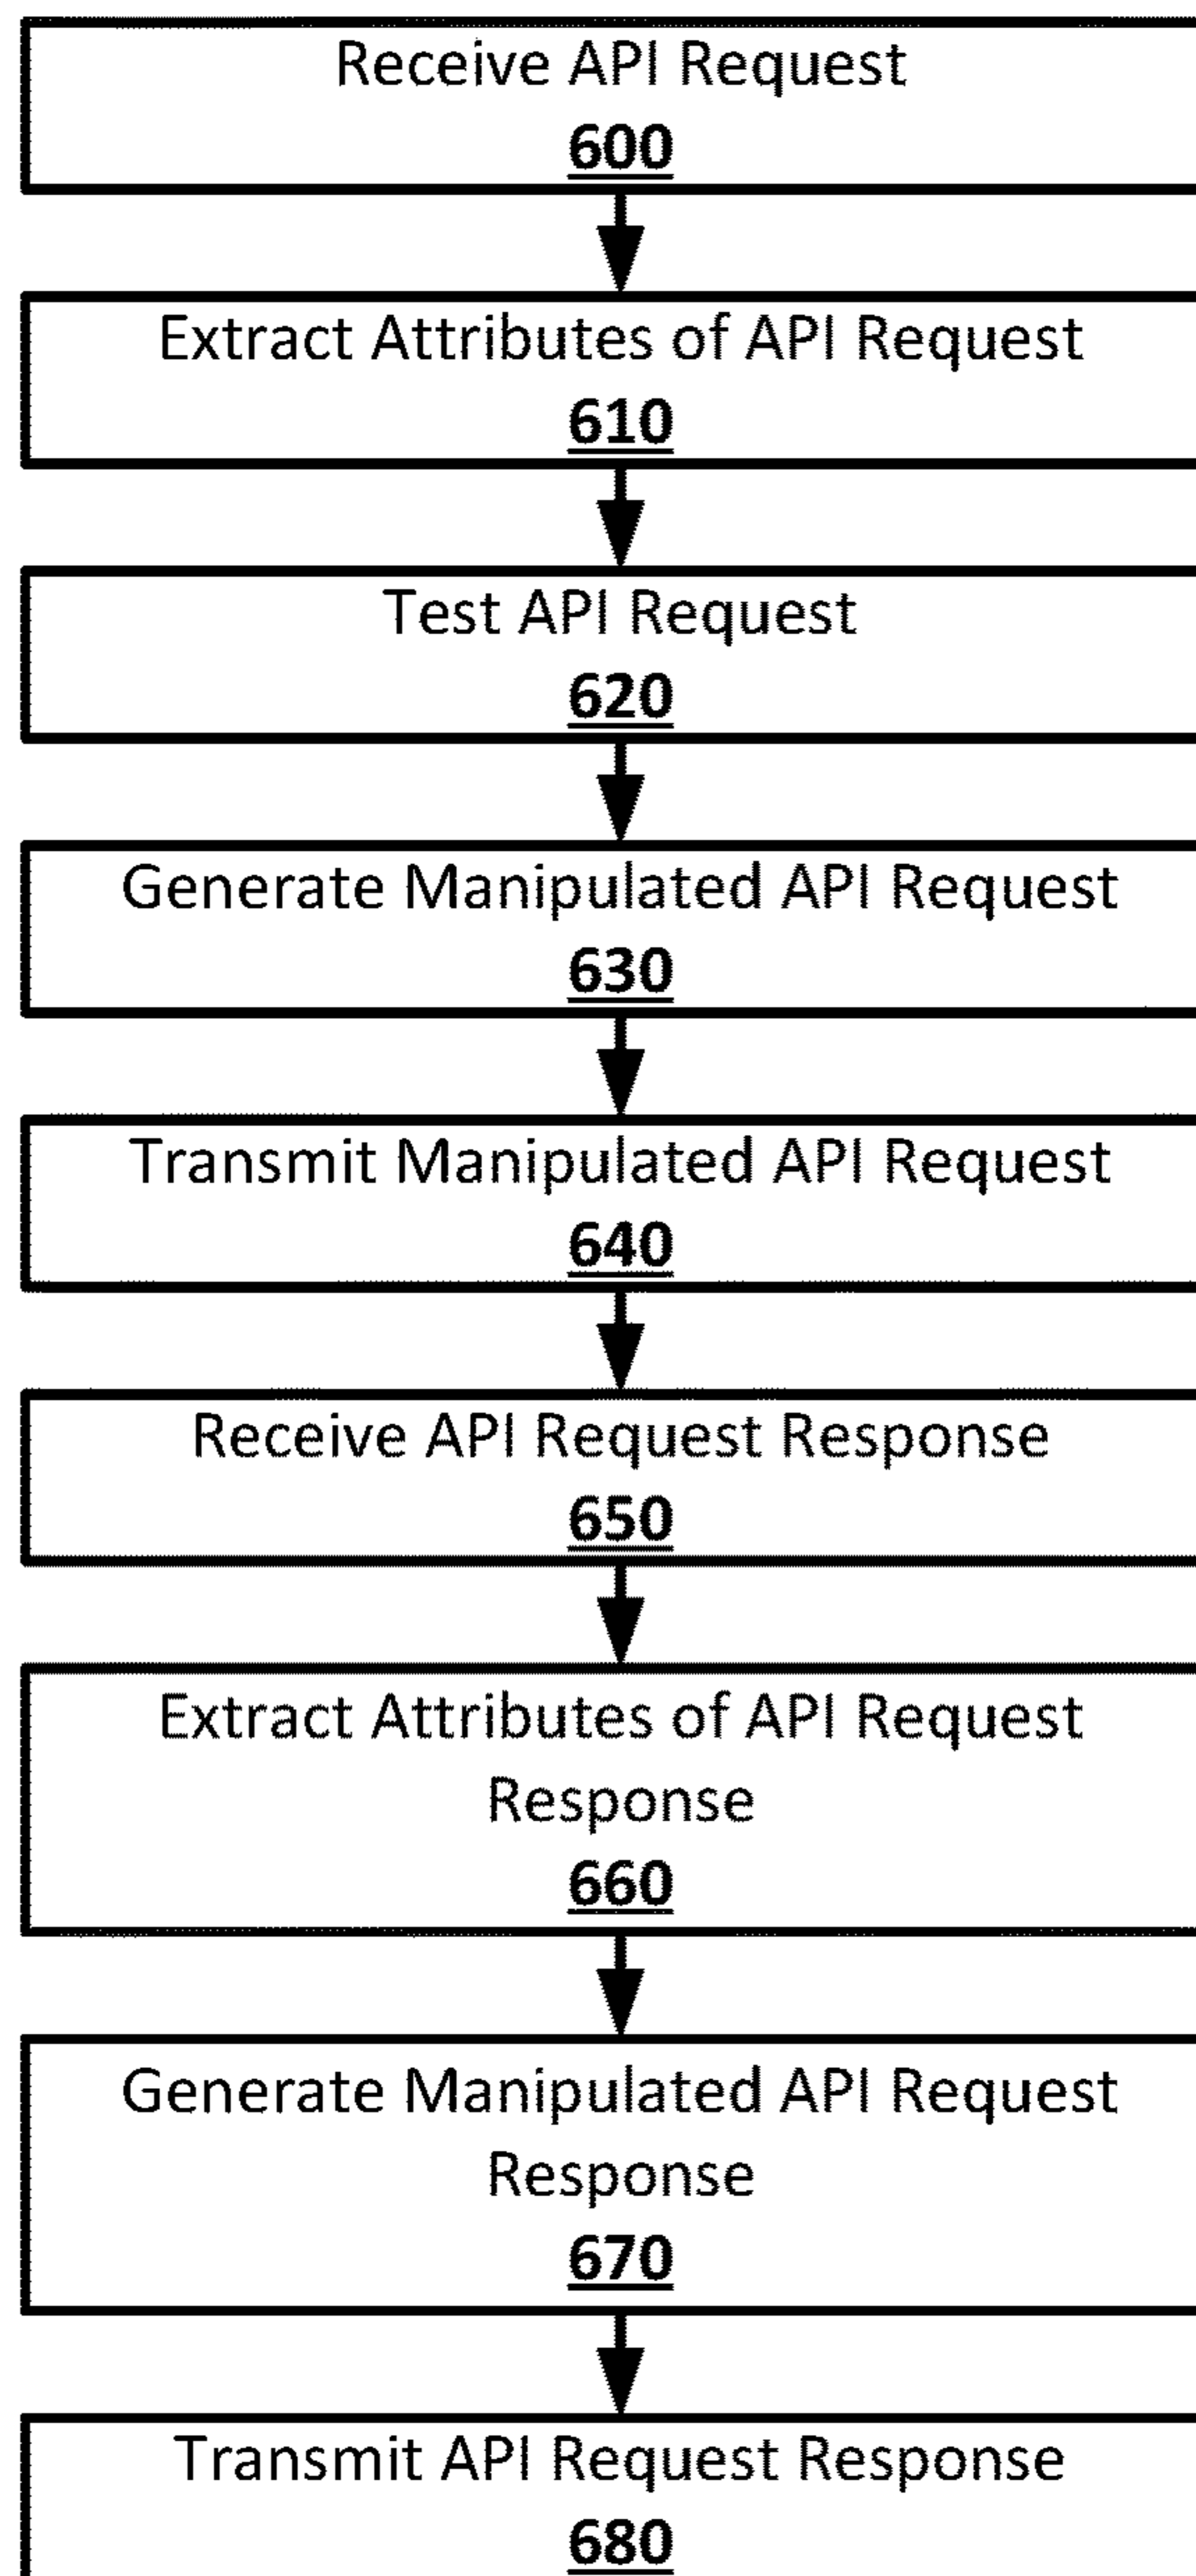 Receive API Request
600
Extract Attributes of API Request
610
Test API Request
620
Generate Manipulated API Request
630
Transmit Manipulated API Request
640
Receive API Request Response
650
Extract Attributes of API Request
Response
660
Generate Manipulated API Request
Response
670
Transmit API Request Response
680